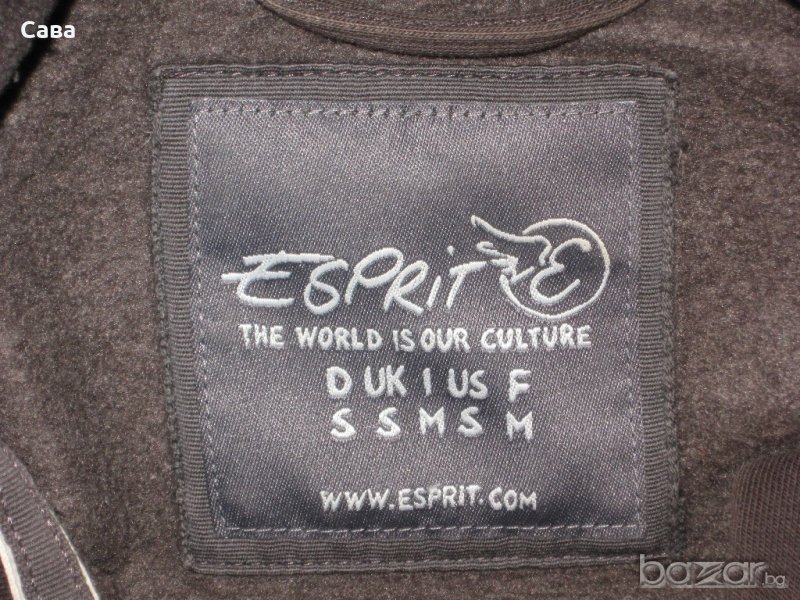 Сава
ESPRIT E
THE WORLD IS OUR CULTURE
D UK I US F
S S M S M
WWW.ESPRIT.COM
bazar.bg